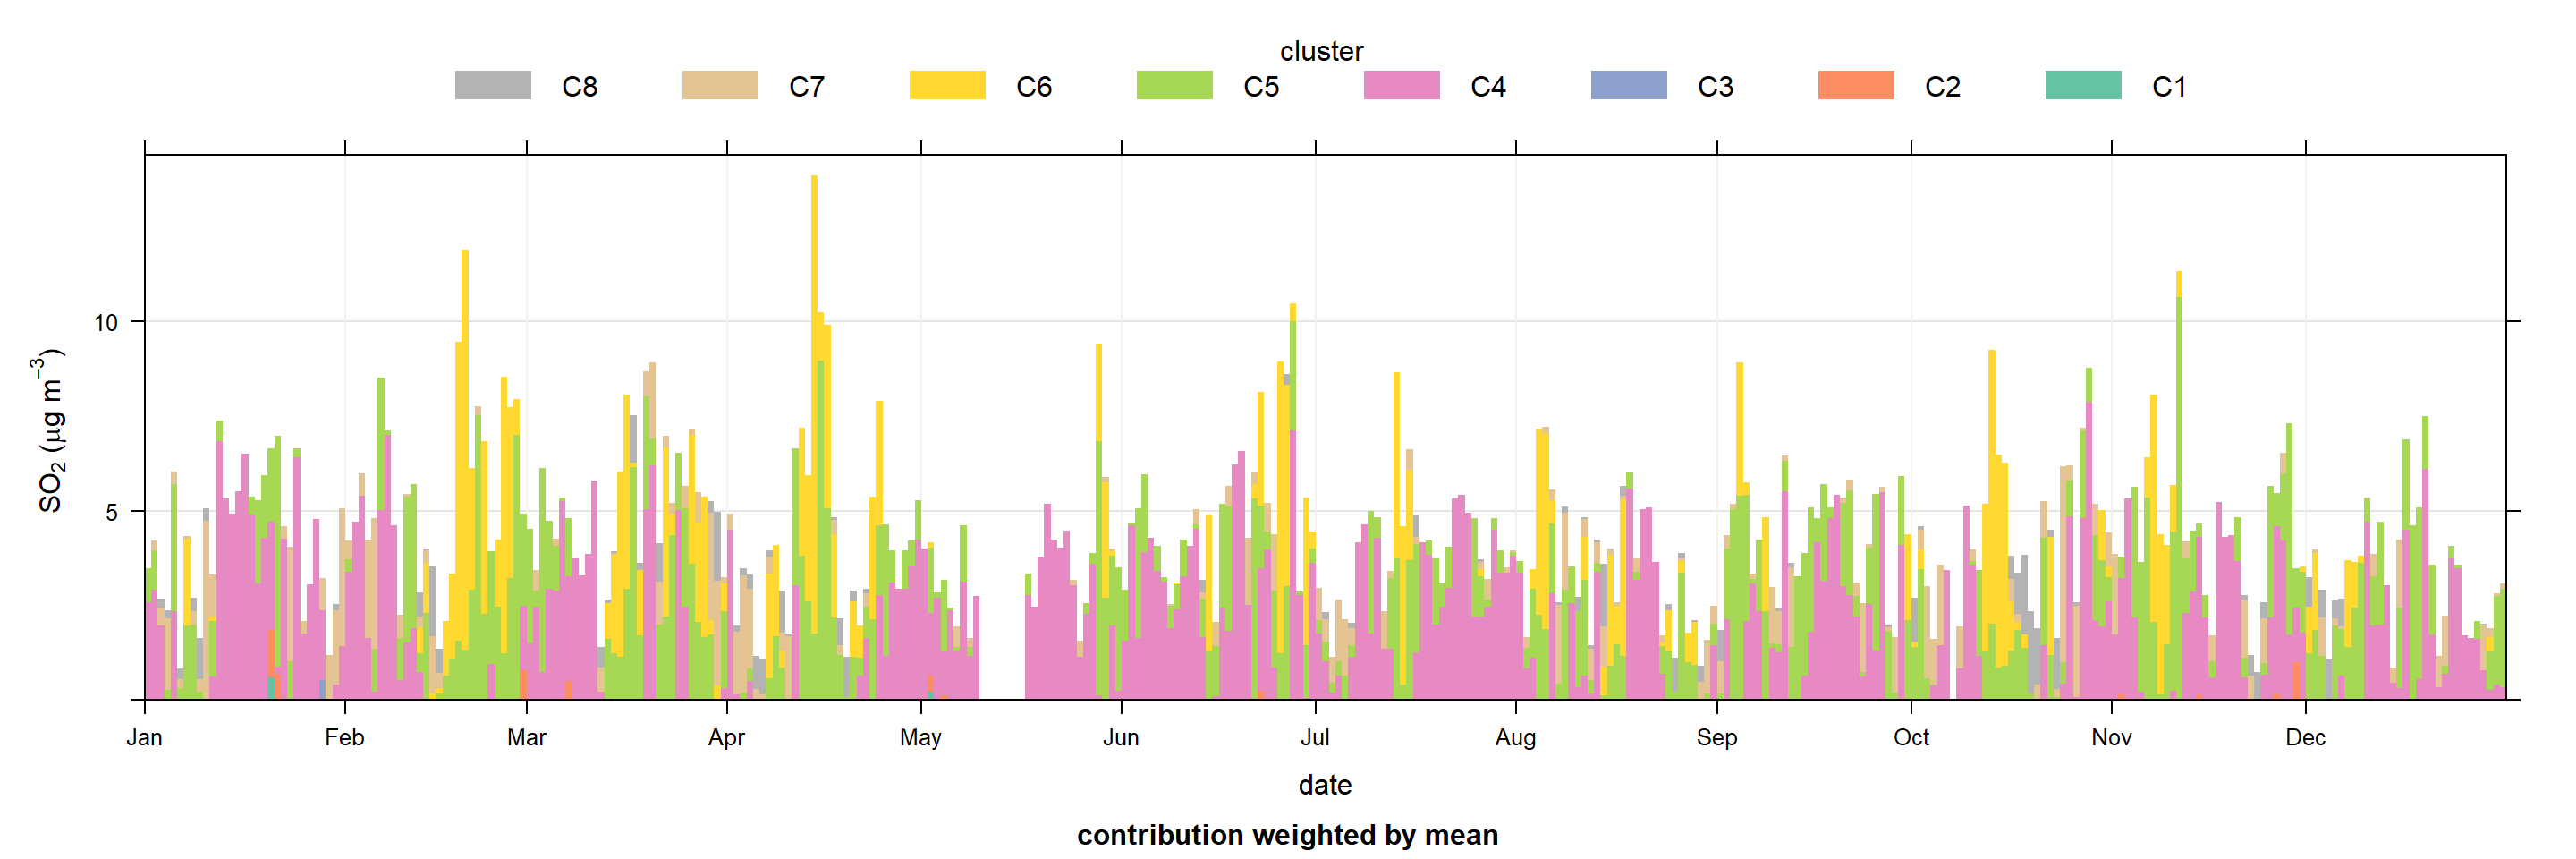 cluster
C8 C7 C6 C5 C4 C3 C2 C1
SO₂ (μg m⁻³)
10
5
Jan Feb Mar Apr May Jun Jul Aug Sep Oct Nov Dec
date
contribution weighted by mean